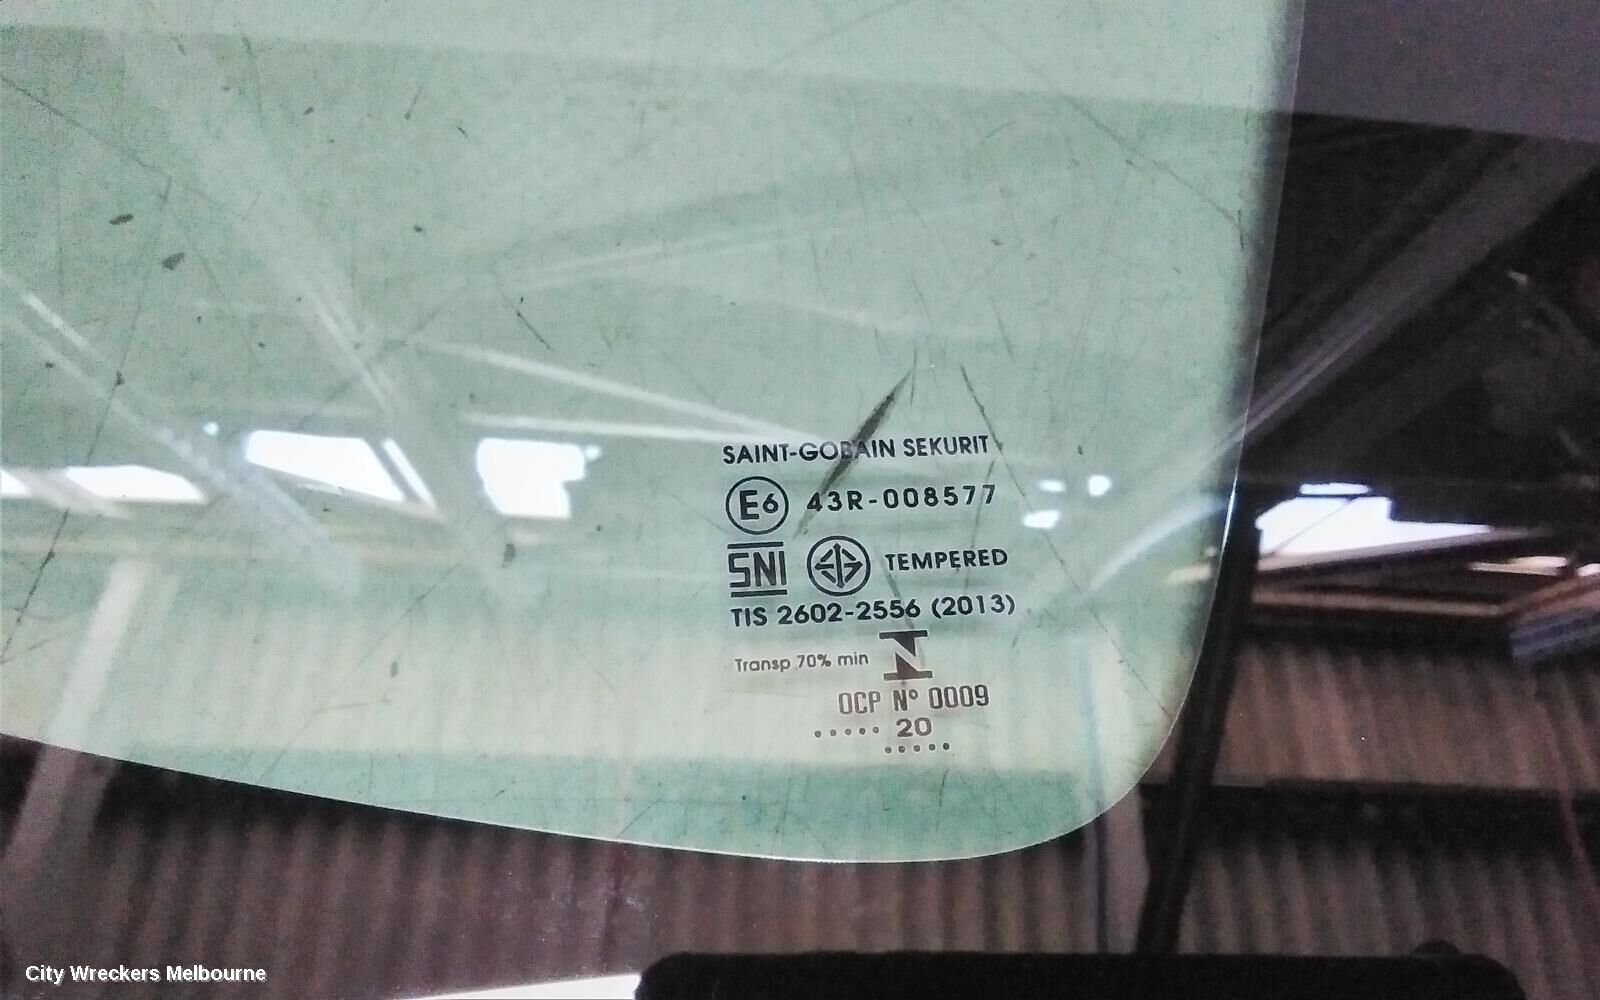 SAINT-GOBAIN SEKURIT
E6 43R-008577
SNI TEMPERED
TIS 2602-2556 (2013)
Transp 70% min N
OCP Nº 0009
..... 20
.....
City Wreckers Melbourne